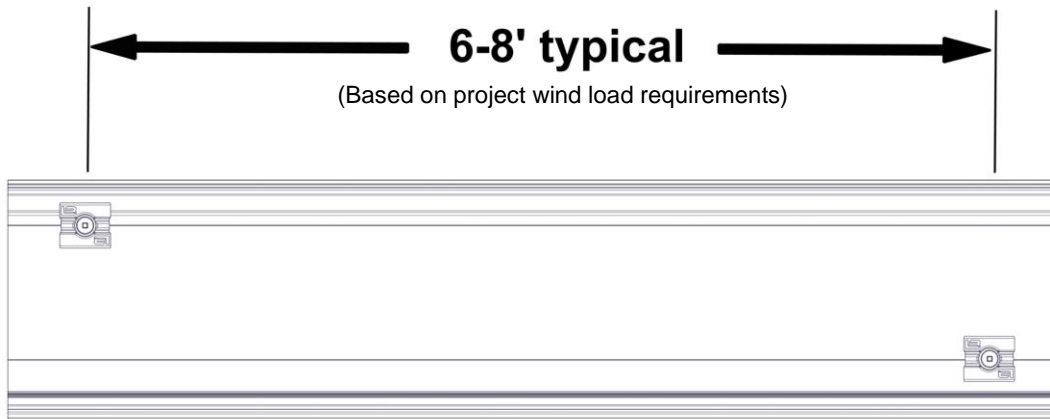 6-8' typical
(Based on project wind load requirements)